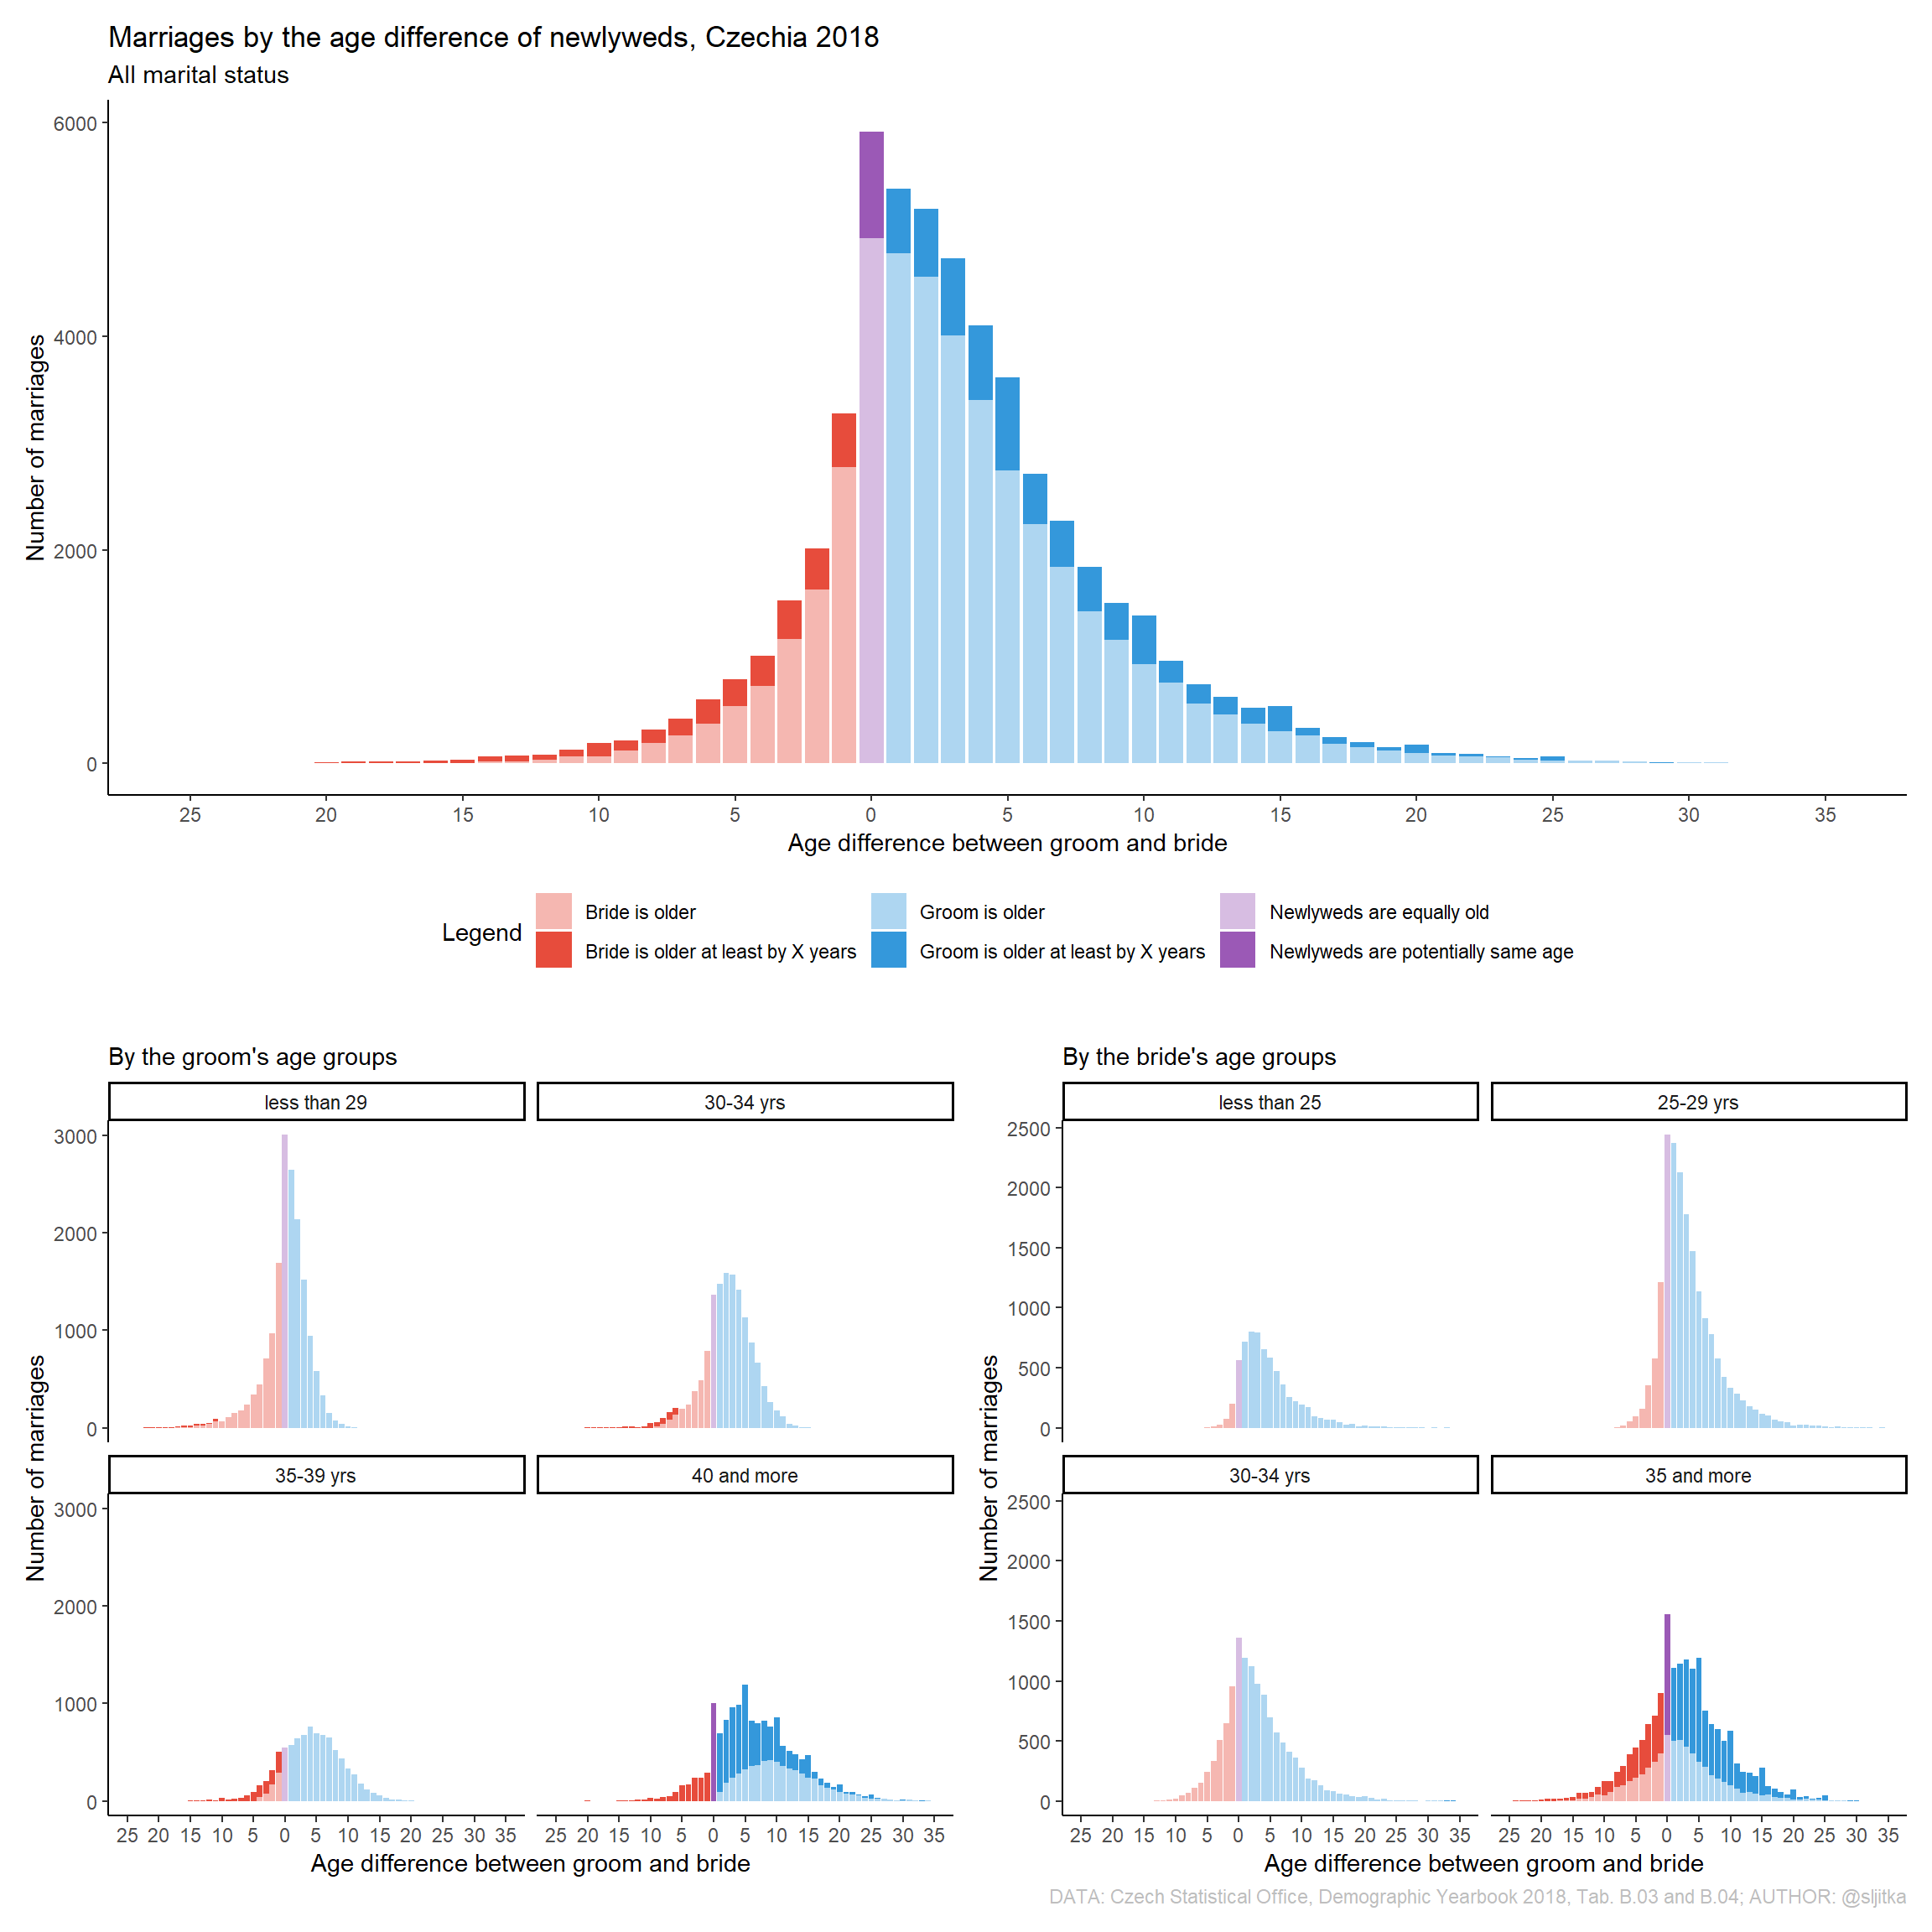 Marriages by the age difference of newlyweds, Czechia 2018
All marital status
Number of marriages
6000
4000
2000
0
25 20 15 10 5 0 5 10 15 20 25 30 35
Age difference between groom and bride
Legend
Bride is older
Groom is older
Newlyweds are equally old
Bride is older at least by X years
Groom is older at least by X years
Newlyweds are potentially same age
By the groom's age groups
less than 29
30-34 yrs
3000
2000
1000
0
35-39 yrs
40 and more
3000
2000
1000
0
Number of marriages
25 20 15 10 5 0 5 10 15 20 25 30 35
20 15 10 5 0 5 10 15 20 25 30 35
25
Age difference between groom and bride
By the bride's age groups
less than 25
25-29 yrs
2500
2000
1500
1000
500
0
30-34 yrs
35 and more
2500
2000
1500
1000
500
0
Number of marriages
25 20 15 10 5 0 5 10 15 20 25 30 35
25 20 15 10 5 0 5 10 15 20 25 30 35
Age difference between groom and bride
DATA: Czech Statistical Office, Demographic Yearbook 2018, Tab. B.03 and B.04; AUTHOR: @sljitka